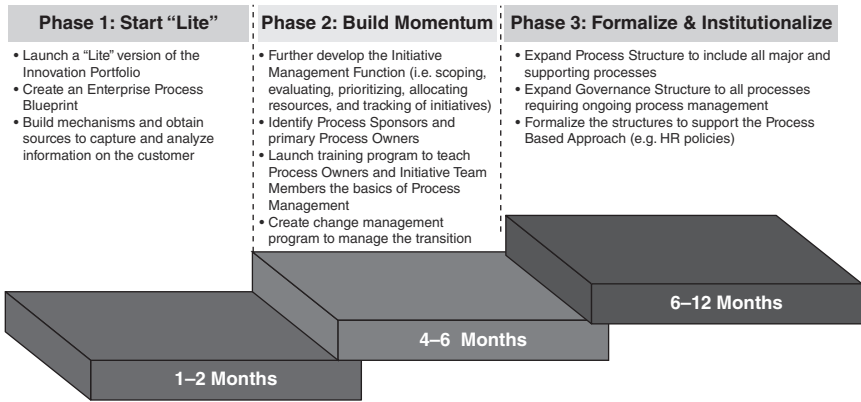 Phase 1: Start “Lite”
• Launch a “Lite” version of the
Innovation Portfolio
• Create an Enterprise Process
Blueprint
• Build mechanisms and obtain
sources to capture and analyze
information on the customer
Phase 2: Build Momentum
• Further develop the Initiative
Management Function (i.e. scoping,
evaluating, prioritizing, allocating
resources, and tracking of initiatives)
• Identify Process Sponsors and
primary Process Owners
• Launch training program to teach
Process Owners and Initiative Team
Members the basics of Process
Management
• Create change management
program to manage the transition
Phase 3: Formalize & Institutionalize
• Expand Process Structure to include all major and
supporting processes
• Expand Governance Structure to all processes
requiring ongoing process management
• Formalize the structures to support the Process
Based Approach (e.g. HR policies)
1–2 Months
4–6 Months
6–12 Months